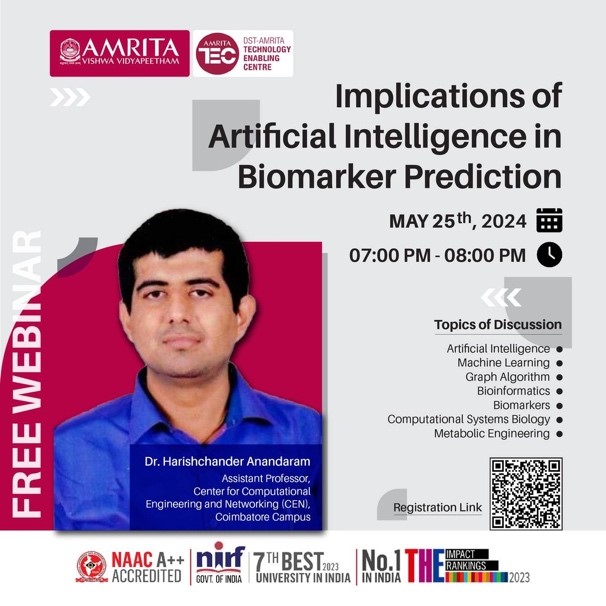 AMRITA
VISHWA VIDYAPEETHAM
AMRITA
TEC
DST-AMRITA
TECHNOLOGY
ENABLING
CENTRE
Implications of
Artificial Intelligence in
Biomarker Prediction
MAY 25th, 2024
07:00 PM - 08:00 PM
FREE WEBINAR
Topics of Discussion
Artificial Intelligence
Machine Learning
Graph Algorithm
Bioinformatics
Biomarkers
Computational Systems Biology
Metabolic Engineering
Dr. Harishchander Anandaram
Assistant Professor,
Center for Computational
Engineering and Networking (CEN),
Coimbatore Campus
Registration Link
NAAC A++
ACCREDITED
nirf
GOVT. OF INDIA
7TH BEST 2023
UNIVERSITY IN INDIA
No.1
IN INDIA
THE IMPACT
RANKINGS
2023